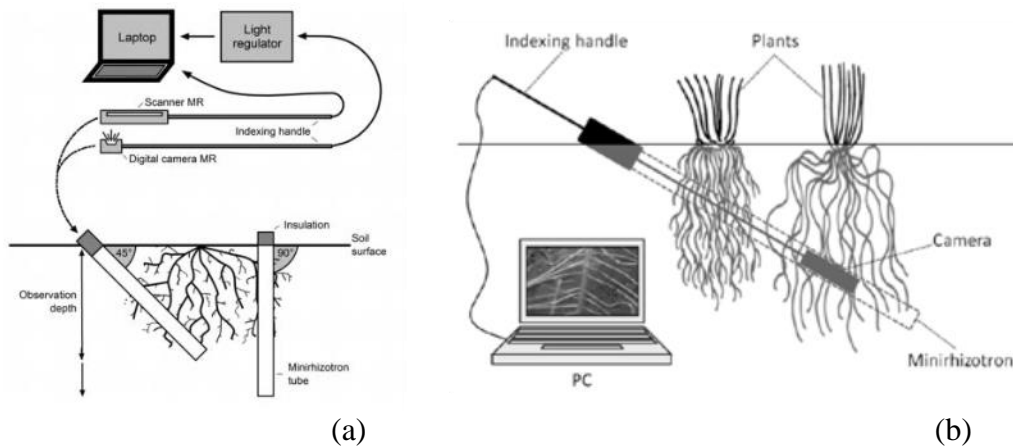 Laptop
Light
regulator
Scanner MR
Indexing handle
Digital camera MR
Insulation
Soil
surface
45°
90°
Observation
depth
Minirhizotron
tube
(a)
Indexing handle
Plants
Camera
Minirhizotron
PC
(b)